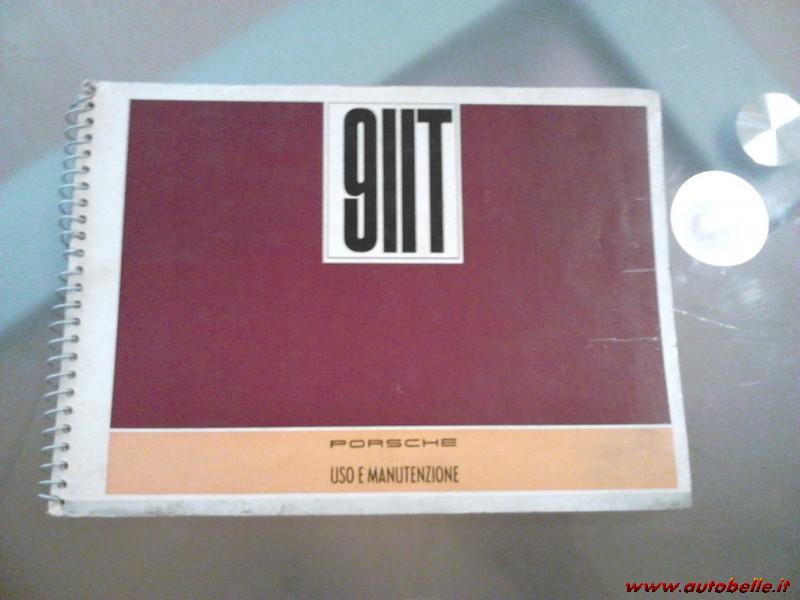 911T
PORSCHE
USO E MANUTENZIONE
www.autobelle.it